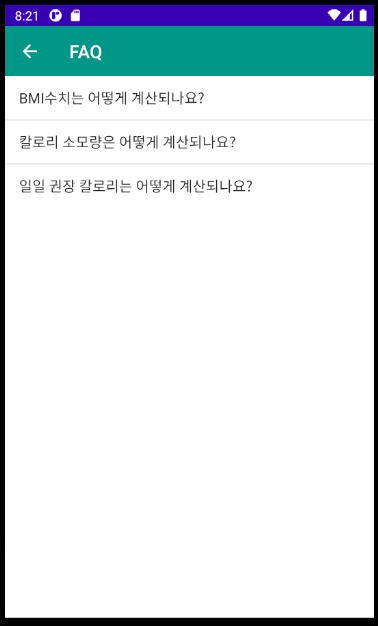 8:21
FAQ
BMI수치는 어떻게 계산되나요?
칼로리 소모량은 어떻게 계산되나요?
일일 권장 칼로리는 어떻게 계산되나요?